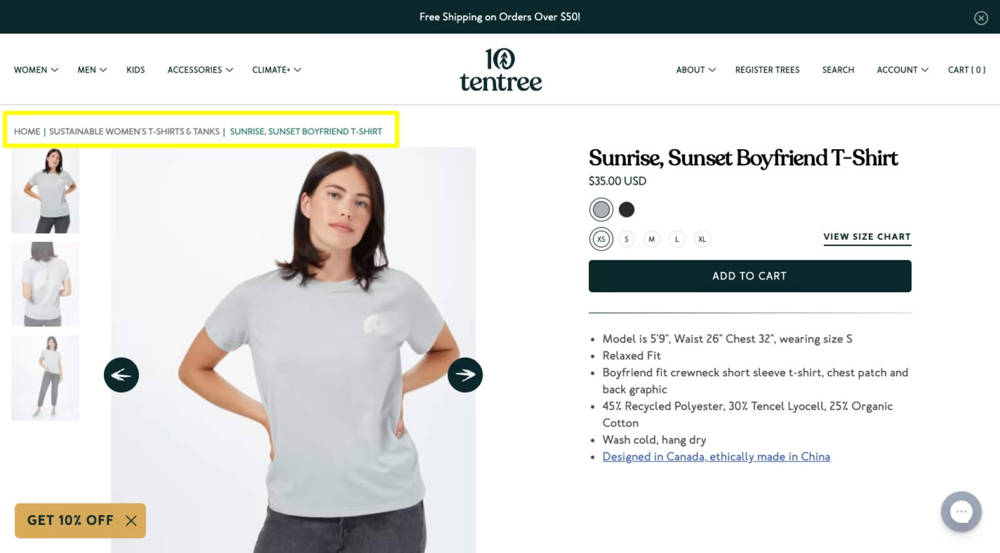 Free Shipping on Orders Over $50!
WOMEN
MEN
KIDS
ACCESSORIES
CLIMATE+
10
tentree
ABOUT
REGISTER TREES
SEARCH
ACCOUNT
CART ( 0 )
HOME | SUSTAINABLE WOMEN'S T-SHIRTS & TANKS | SUNRISE, SUNSET BOYFRIEND T-SHIRT
Sunrise, Sunset Boyfriend T-Shirt
$35.00 USD
XS S M L XL
VIEW SIZE CHART
ADD TO CART
• Model is 5'9", Waist 26" Chest 32", wearing size S
• Relaxed Fit
• Boyfriend fit crewneck short sleeve t-shirt, chest patch and
back graphic
• 45% Recycled Polyester, 30% Tencel Lyocell, 25% Organic
Cotton
• Wash cold, hang dry
• Designed in Canada, ethically made in China
GET 10% OFF